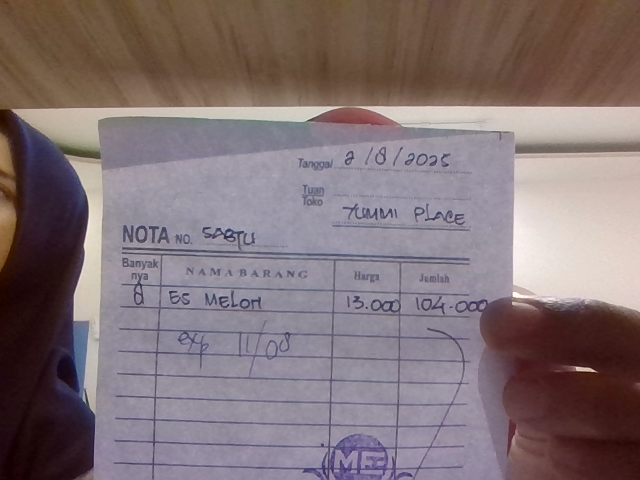 Tanggal 2/8/2025
Tuan
Toko
YUMMI PLACE
NOTA NO. SABTU
Banyak nya NAMA BARANG Harga Jumlah
8 ES MELON 13.000 104.000
exp 11/08